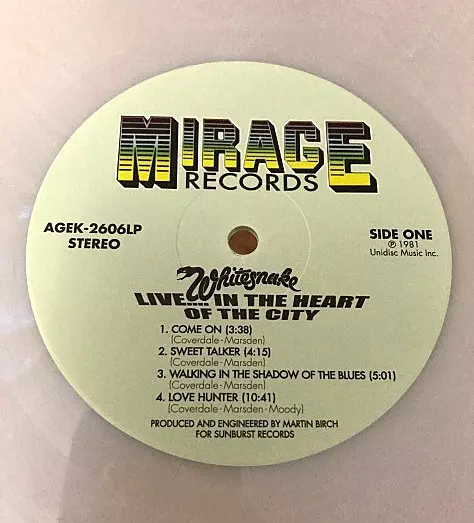 MIRAGE
RECORDS
AGEK-2606LP
STEREO
SIDE ONE
℗ 1981
Unidisc Music Inc.
Whitesnake
LIVE.... IN THE HEART
OF THE CITY
1. COME ON (3:38)
(Coverdale-Marsden)
2. SWEET TALKER (4:15)
(Coverdale-Marsden)
3. WALKING IN THE SHADOW OF THE BLUES (5:01)
(Coverdale-Marsden)
4. LOVE HUNTER (10:41)
(Coverdale-Marsden-Moody)
PRODUCED AND ENGINEERED BY MARTIN BIRCH
FOR SUNBURST RECORDS